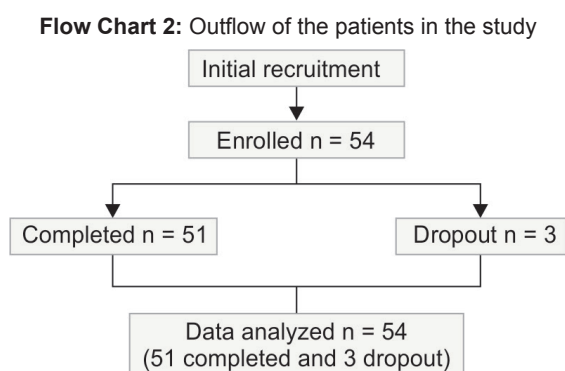 Flow Chart 2: Outflow of the patients in the study
Initial recruitment
Enrolled n = 54
Completed n = 51
Dropout n = 3
Data analyzed n = 54
(51 completed and 3 dropout)